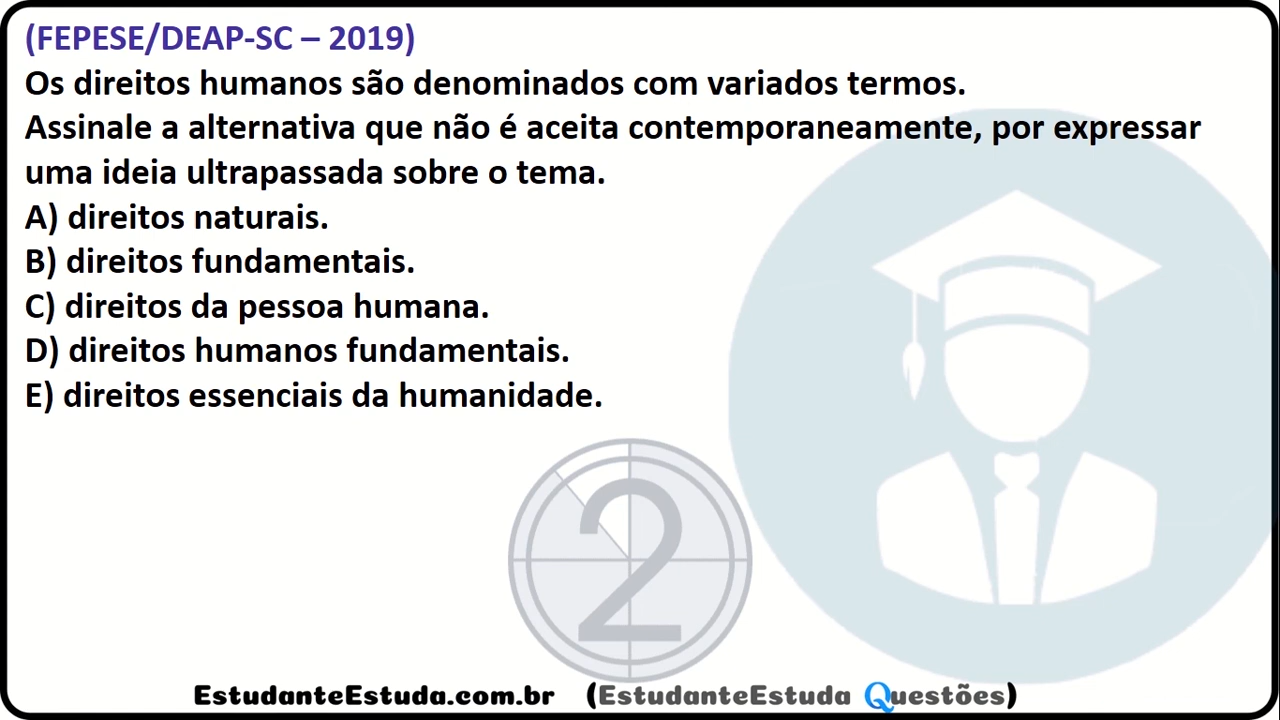 (FEPESE/DEAP-SC – 2019)
Os direitos humanos são denominados com variados termos.
Assinale a alternativa que não é aceita contemporaneamente, por expressar
uma ideia ultrapassada sobre o tema.
A) direitos naturais.
B) direitos fundamentais.
C) direitos da pessoa humana.
D) direitos humanos fundamentais.
E) direitos essenciais da humanidade.
2
EstudanteEstuda.com.br (EstudanteEstuda Questões)